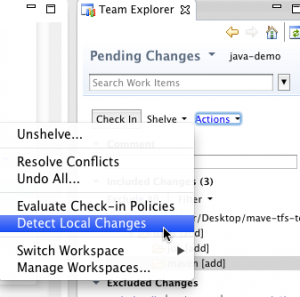 Team Explorer
Pending Changes java-demo
Search Work Items
Check In Shelve Actions
Comment
Included Changes (3)
Unshelve...
Resolve Conflicts
Undo All...
Evaluate Check-in Policies
Detect Local Changes
Switch Workspace
Manage Workspaces...
/Desktop/mave-tfs-t
[add]
[add]
[add]
Excluded Changes